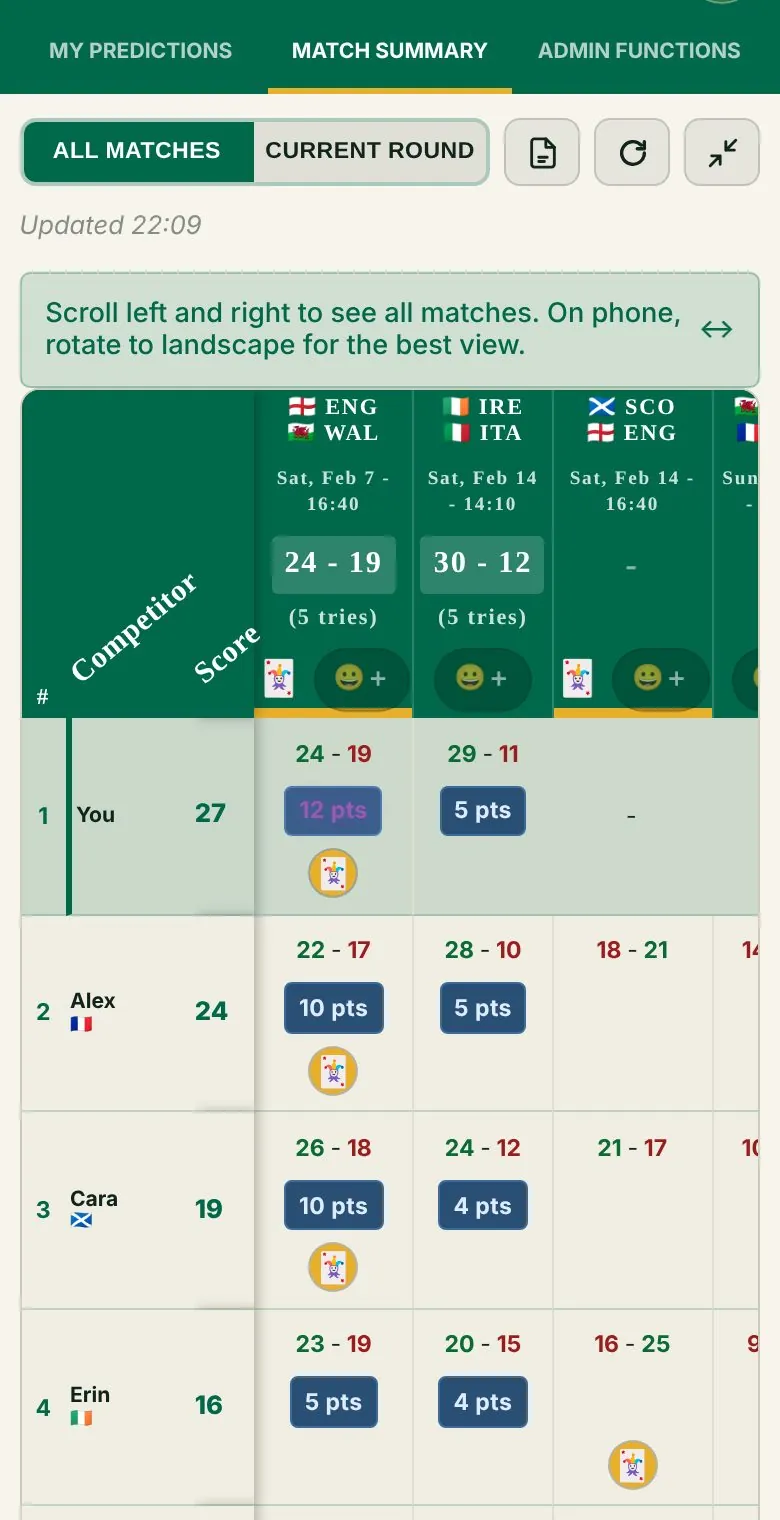 MY PREDICTIONS MATCH SUMMARY ADMIN FUNCTIONS
ALL MATCHES CURRENT ROUND
Updated 22:09
Scroll left and right to see all matches. On phone,
rotate to landscape for the best view.
# Competitor Score
ENG
WAL
Sat, Feb 7 -
16:40
24 - 19
(5 tries)
+
IRE
ITA
Sat, Feb 14
- 14:10
30 - 12
(5 tries)
+
SCO
ENG
Sat, Feb 14 -
16:40
-
+
Sun
-
24 - 19 29 - 11
1 You 27 12 pts 5 pts -
22 - 17 28 - 10 18 - 21 14
2 Alex 24 10 pts 5 pts
26 - 18 24 - 12 21 - 17 10
3 Cara 19 10 pts 4 pts
23 - 19 20 - 15 16 - 25 9
4 Erin 16 5 pts 4 pts